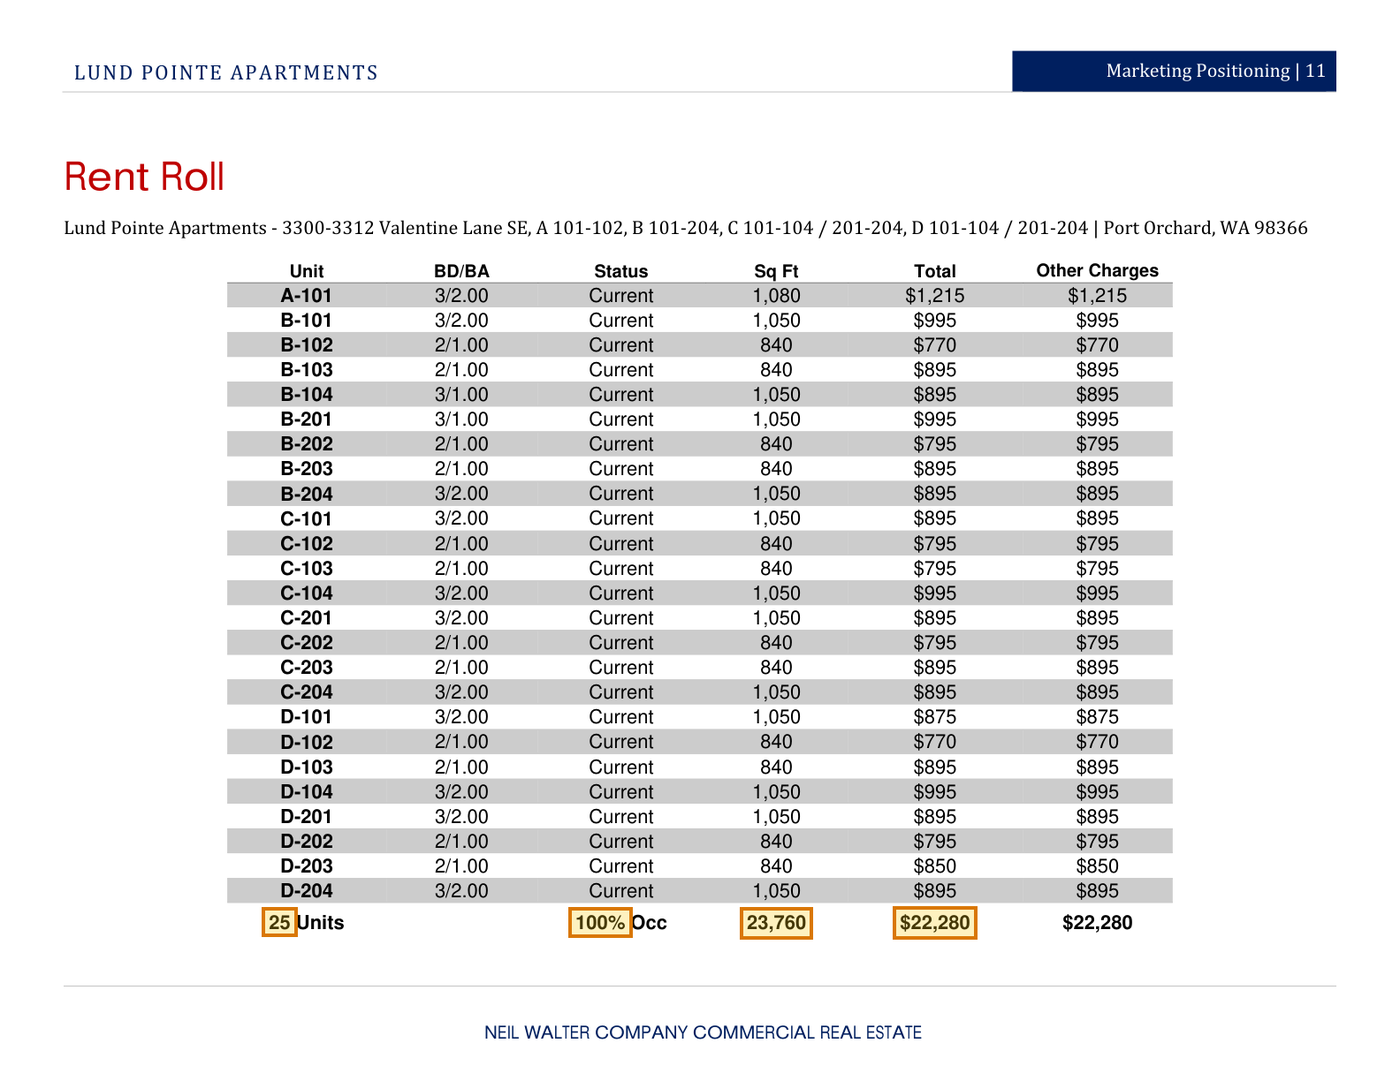 LUND POINTE APARTMENTS
Marketing Positioning | 11
Rent Roll
Lund Pointe Apartments - 3300-3312 Valentine Lane SE, A 101-102, B 101-204, C 101-104 / 201-204, D 101-104 / 201-204 | Port Orchard, WA 98366
Unit BD/BA Status Sq Ft Total Other Charges
A-101 3/2.00 Current 1,080 $1,215 $1,215
B-101 3/2.00 Current 1,050 $995 $995
B-102 2/1.00 Current 840 $770 $770
B-103 2/1.00 Current 840 $895 $895
B-104 3/1.00 Current 1,050 $895 $895
B-201 3/1.00 Current 1,050 $995 $995
B-202 2/1.00 Current 840 $795 $795
B-203 2/1.00 Current 840 $895 $895
B-204 3/2.00 Current 1,050 $895 $895
C-101 3/2.00 Current 1,050 $895 $895
C-102 2/1.00 Current 840 $795 $795
C-103 2/1.00 Current 840 $795 $795
C-104 3/2.00 Current 1,050 $995 $995
C-201 3/2.00 Current 1,050 $895 $895
C-202 2/1.00 Current 840 $795 $795
C-203 2/1.00 Current 840 $895 $895
C-204 3/2.00 Current 1,050 $895 $895
D-101 3/2.00 Current 1,050 $875 $875
D-102 2/1.00 Current 840 $770 $770
D-103 2/1.00 Current 840 $895 $895
D-104 3/2.00 Current 1,050 $995 $995
D-201 3/2.00 Current 1,050 $895 $895
D-202 2/1.00 Current 840 $795 $795
D-203 2/1.00 Current 840 $850 $850
D-204 3/2.00 Current 1,050 $895 $895
25 Units 100% Occ 23,760 $22,280 $22,280
NEIL WALTER COMPANY COMMERCIAL REAL ESTATE